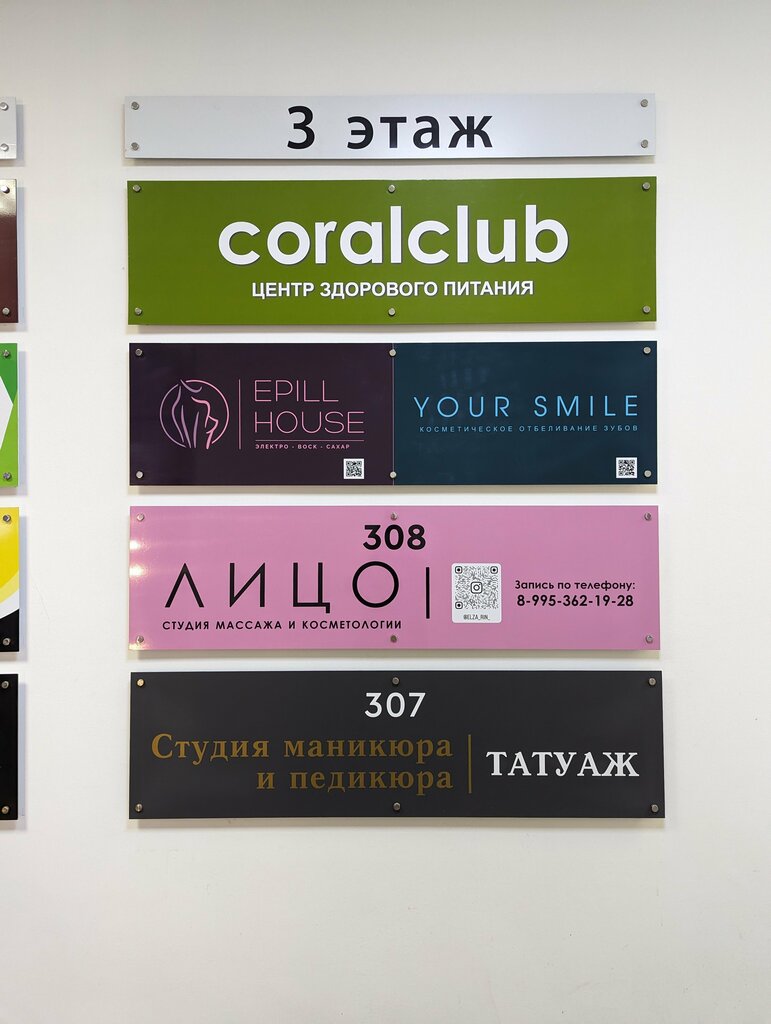 3 этаж
coralclub
ЦЕНТР ЗДОРОВОГО ПИТАНИЯ
EPILL
HOUSE
ЭЛЕКТРО - ВОСК - САХАР
YOUR SMILE
КОСМЕТИЧЕСКОЕ ОТБЕЛИВАНИЕ ЗУБОВ
308
ЛИЦО
СТУДИЯ МАССАЖА И КОСМЕТОЛОГИИ
@ELZA_RIN_
Запись по телефону:
8-995-362-19-28
307
Студия маникюра
и педикюра
ТАТУАЖ